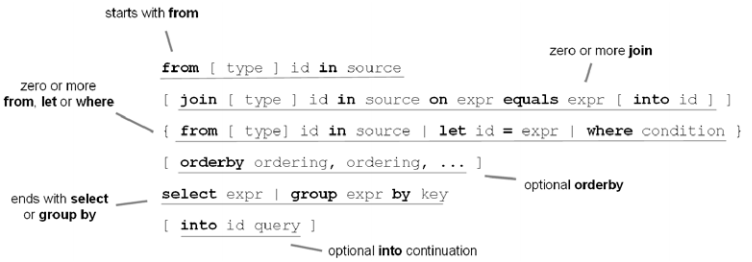 starts with from
from [ type ] id in source
zero or more join
zero or more
from, let or where
[ join [ type ] id in source on expr equals expr [ into id ] ]
{ from [ type] id in source | let id = expr | where condition }
[ orderby ordering, ordering, ... ]
optional orderby
ends with select
or group by
select expr | group expr by key
[ into id query ]
optional into continuation